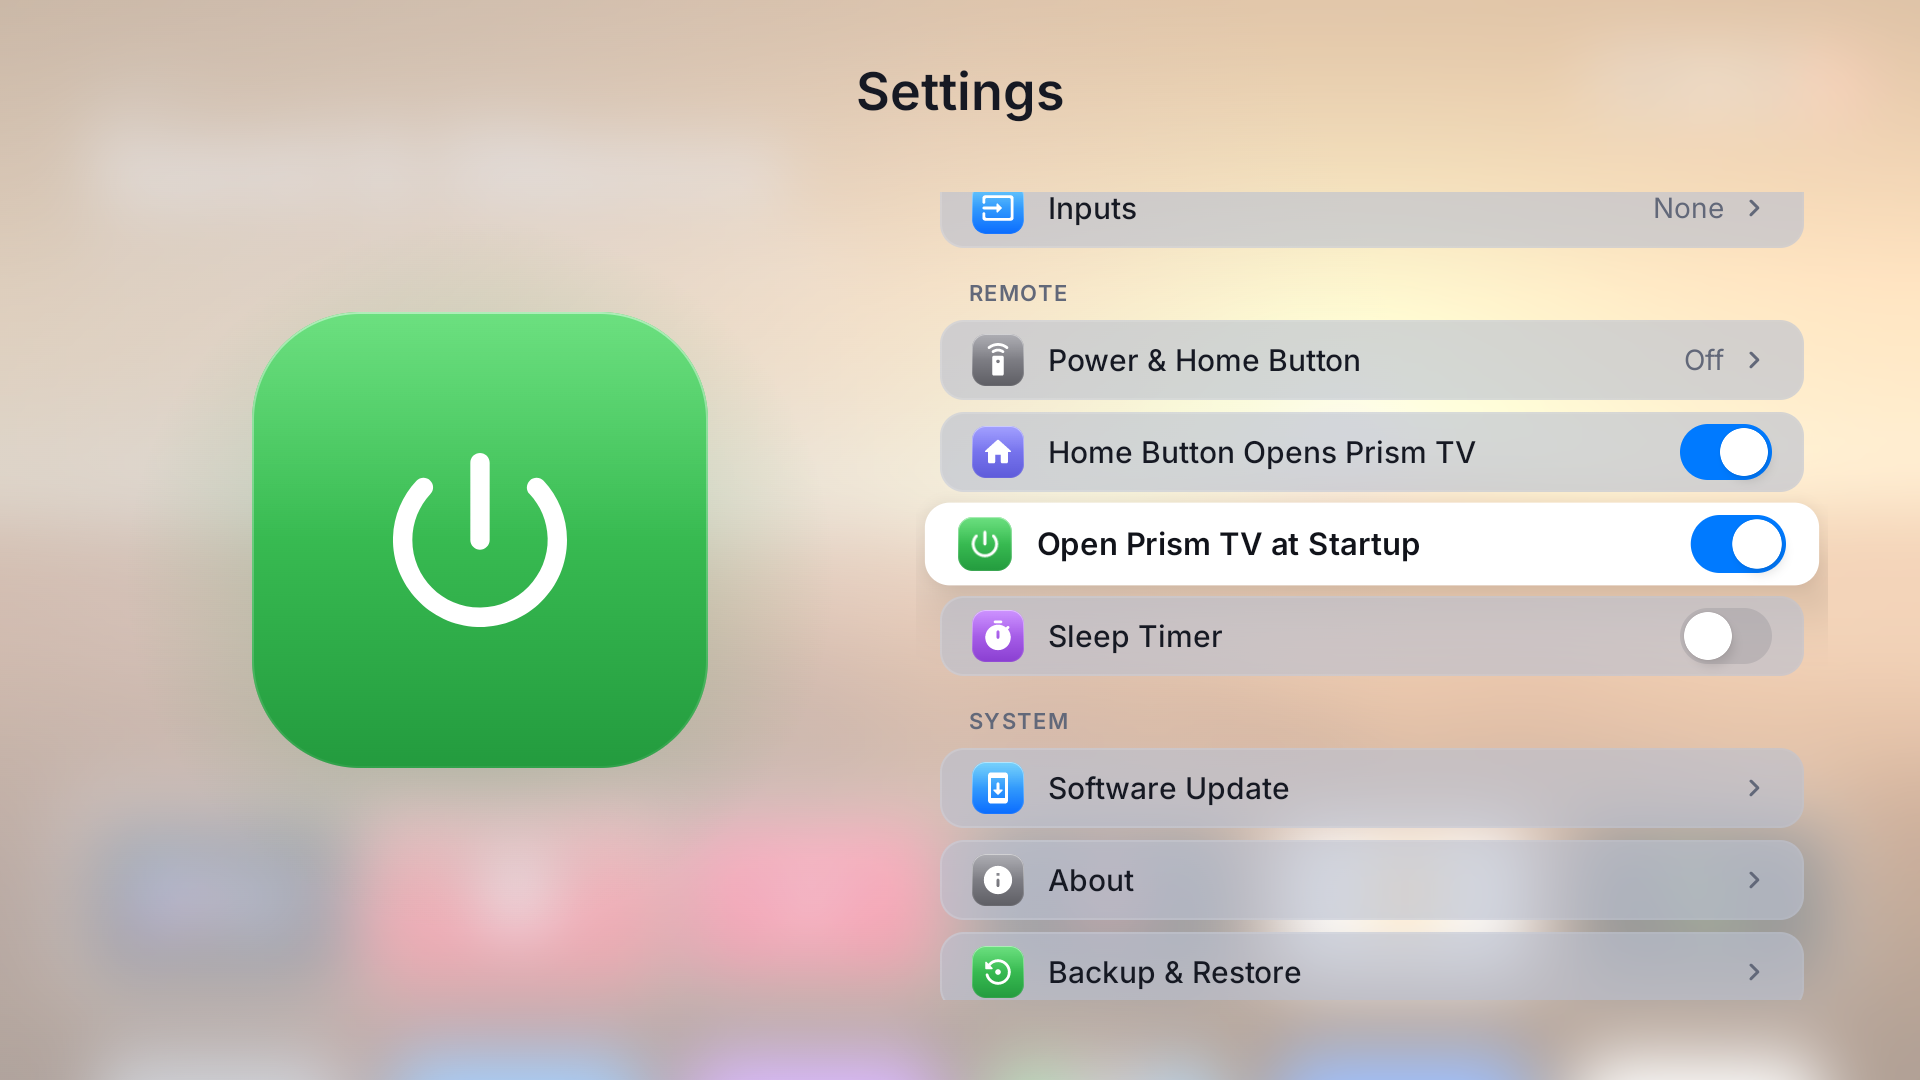 Settings
Inputs
None
REMOTE
Power & Home Button
Off
Home Button Opens Prism TV
Open Prism TV at Startup
Sleep Timer
SYSTEM
Software Update
About
Backup & Restore